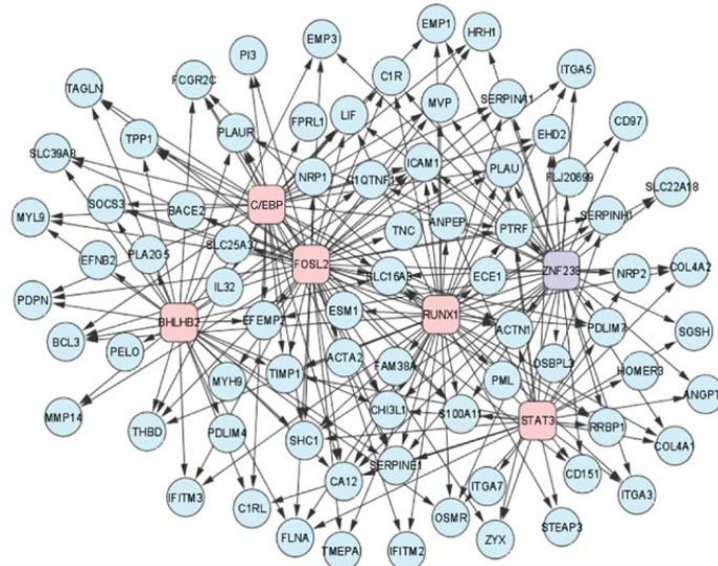 EMP1
EMP3
HRH1
PI3
ITGA5
C1R
FCGR2C
TAGLN
MVP
SERPINA1
LIF
FPRL1
CD97
TPP1
PLAUR
EHD2
SLC39A8
ICAM1
PLAU
NRP1
C1QTNF1
FLJ20699
SLC22A18
C/EBP
SOCS3
BACE2
MYL9
ANPEP
SERPINH1
TNC
PTRF
SLC25A37
EFNB2
PLA2G5
FOSL2
SLC16A3
ECE1
ZNF238
NRP2
COL4A2
IL32
PDPN
BHLHB2
EFEMP2
ESM1
RUNX1
ACTN1
PDLIM7
SGSH
BCL3
PELO
ACTA2
OSBPL3
TIMP1
FAM38A
HOMER3
MYH9
PML
ANGPT
MMP14
CHI3L1
S100A11
STAT3
RRBP1
THBD
PDLIM4
SHC1
COL4A1
SERPINE1
CD151
CA12
ITGA7
IFITM3
ITGA3
C1RL
OSMR
STEAP3
FLNA
ZYX
TMEPAI
IFITM2